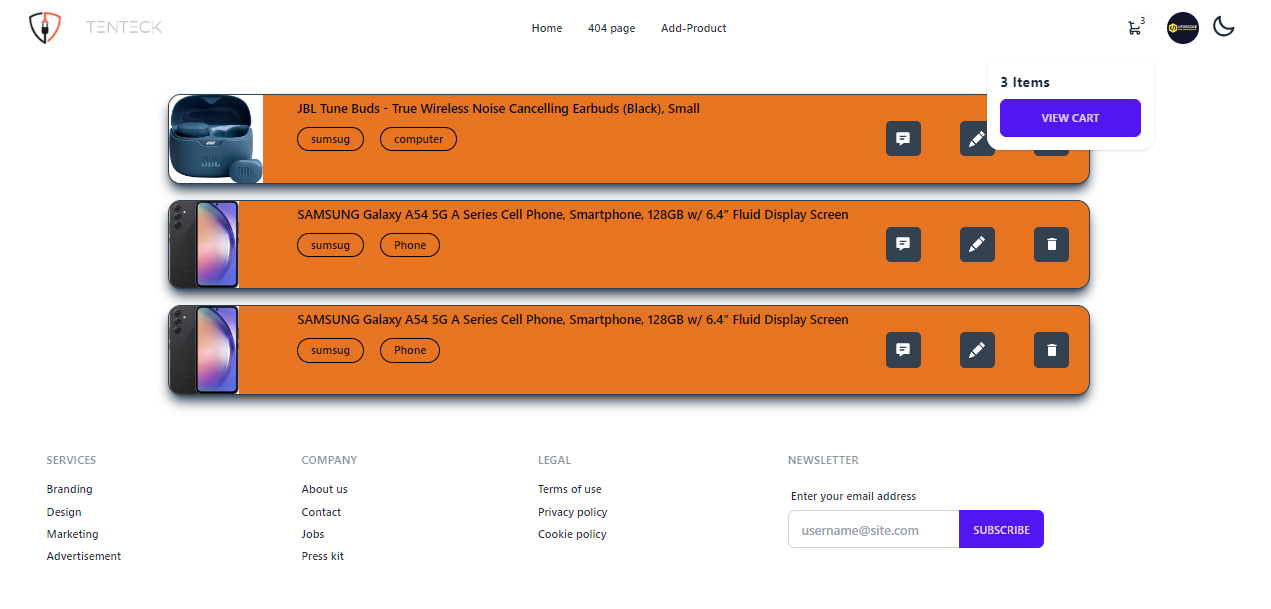 TENTECK
Home 404 page Add-Product
3
3 Items
VIEW CART
JBL Tune Buds - True Wireless Noise Cancelling Earbuds (Black), Small
sumsug computer
JBL
JBL
SAMSUNG Galaxy A54 5G A Series Cell Phone, Smartphone, 128GB w/ 6.4” Fluid Display Screen
sumsug Phone
SAMSUNG Galaxy A54 5G A Series Cell Phone, Smartphone, 128GB w/ 6.4” Fluid Display Screen
sumsug Phone
SERVICES
Branding
Design
Marketing
Advertisement
COMPANY
About us
Contact
Jobs
Press kit
LEGAL
Terms of use
Privacy policy
Cookie policy
NEWSLETTER
Enter your email address
username@site.com SUBSCRIBE